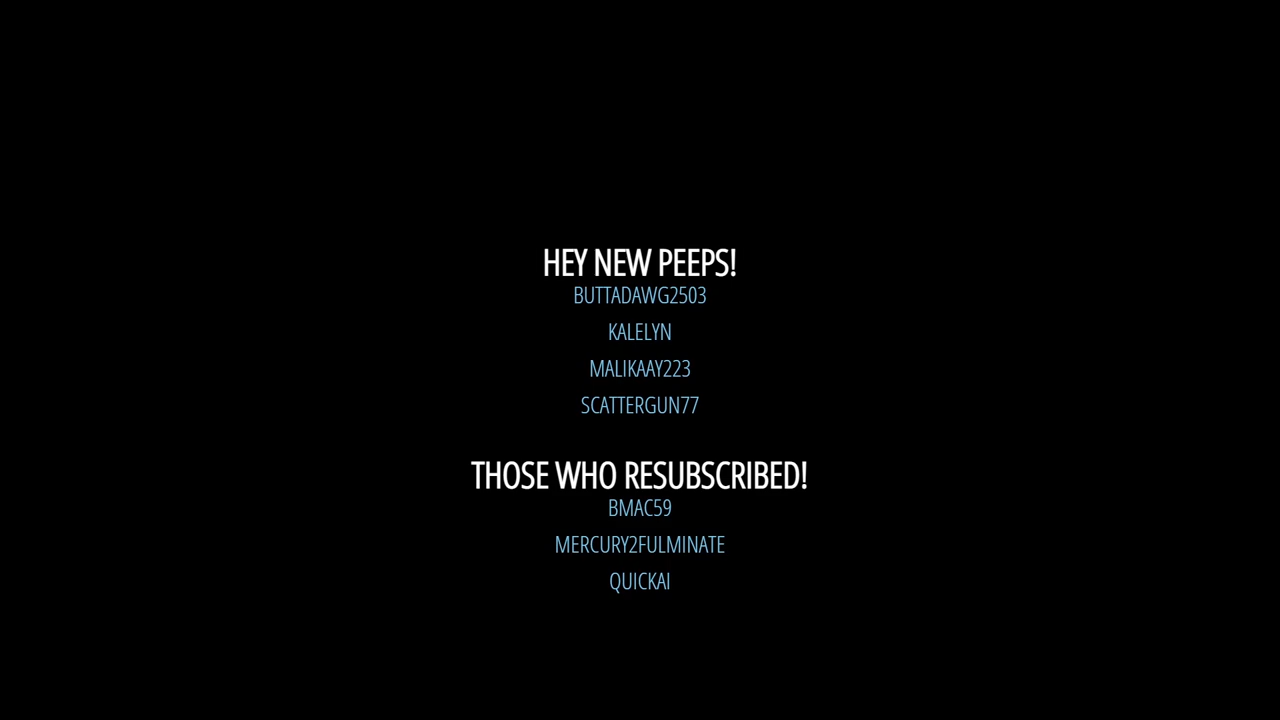 HEY NEW PEEPS!
BUTTADAWG2503
KALELYN
MALIKAAY223
SCATTERGUN77
THOSE WHO RESUBSCRIBED!
BMAC59
MERCURY2FULMINATE
QUICKAI